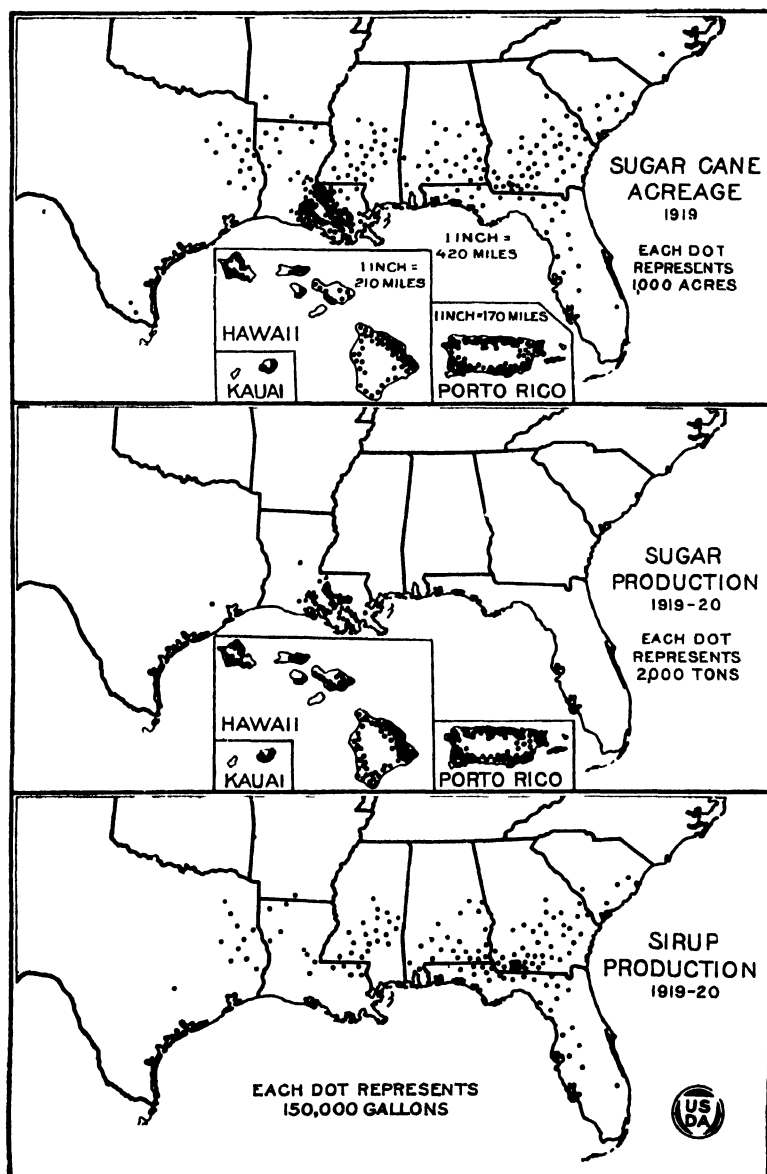 SUGAR CANE
ACREAGE
1919
EACH DOT
REPRESENTS
1,000 ACRES
1 INCH =
420 MILES
1 INCH =
210 MILES
HAWAII
KAUAI
1 INCH=170 MILES
PORTO RICO
SUGAR
PRODUCTION
1919-20
EACH DOT
REPRESENTS
2,000 TONS
HAWAII
KAUAI
PORTO RICO
SIRUP
PRODUCTION
1919-20
EACH DOT REPRESENTS
150,000 GALLONS
US
DA